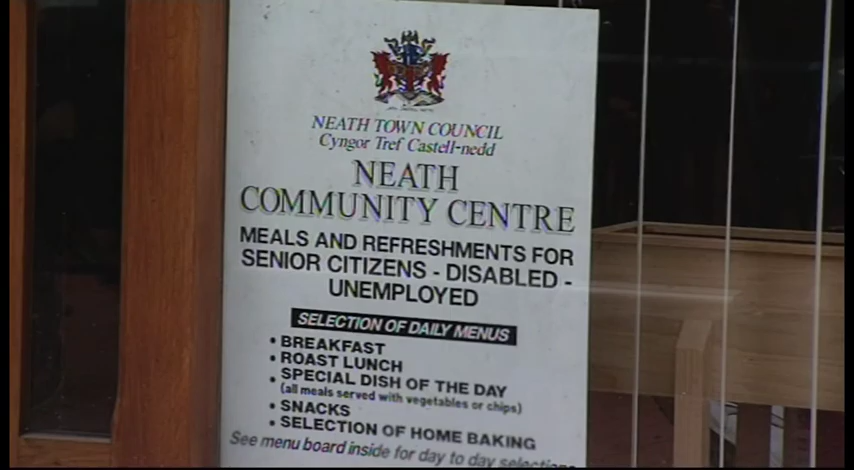 NEATH TOWN COUNCIL
Cyngor Tref Castell-nedd
NEATH
COMMUNITY CENTRE
MEALS AND REFRESHMENTS FOR
SENIOR CITIZENS - DISABLED -
UNEMPLOYED
SELECTION OF DAILY MENUS
• BREAKFAST
• ROAST LUNCH
• SPECIAL DISH OF THE DAY
(all meals served with vegetables or chips)
• SNACKS
• SELECTION OF HOME BAKING
See menu board inside for day to day selections